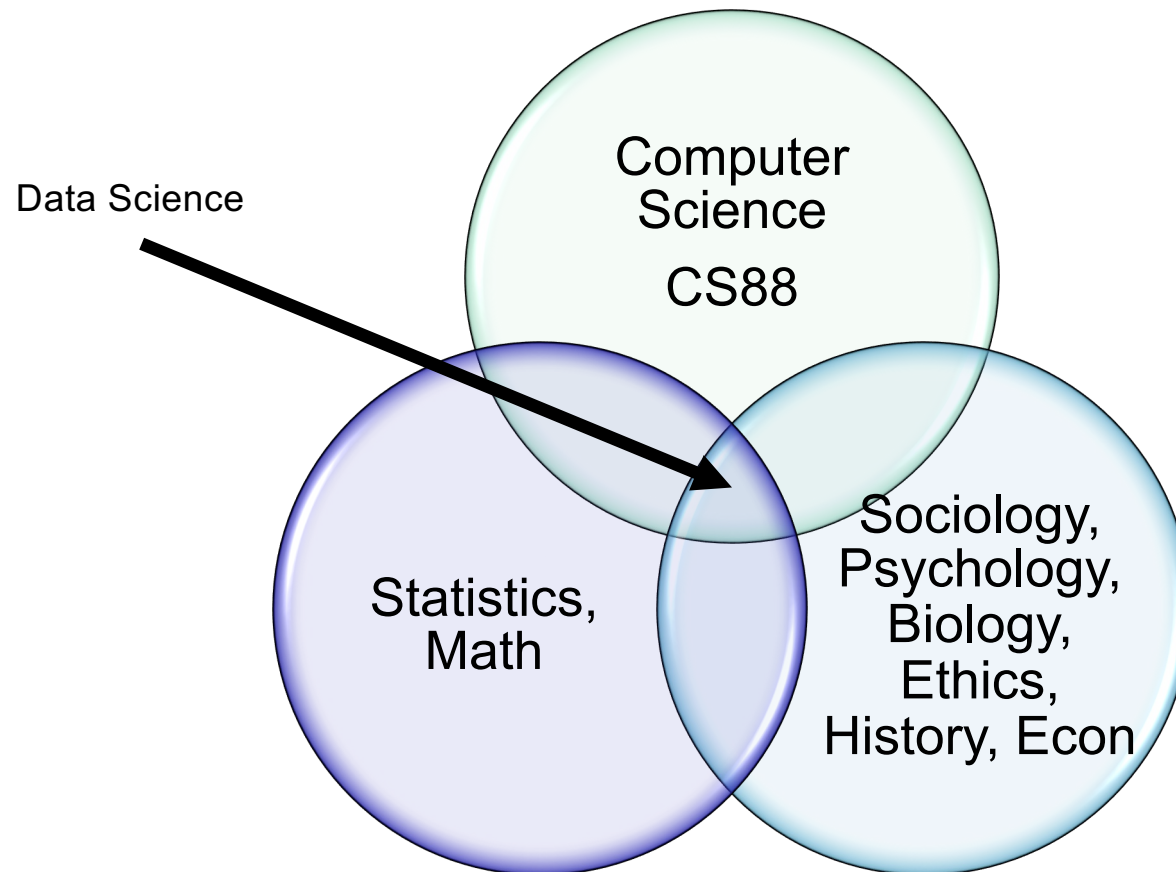 Data Science
Computer
Science
CS88
Statistics,
Math
Sociology,
Psychology,
Biology,
Ethics,
History, Econ